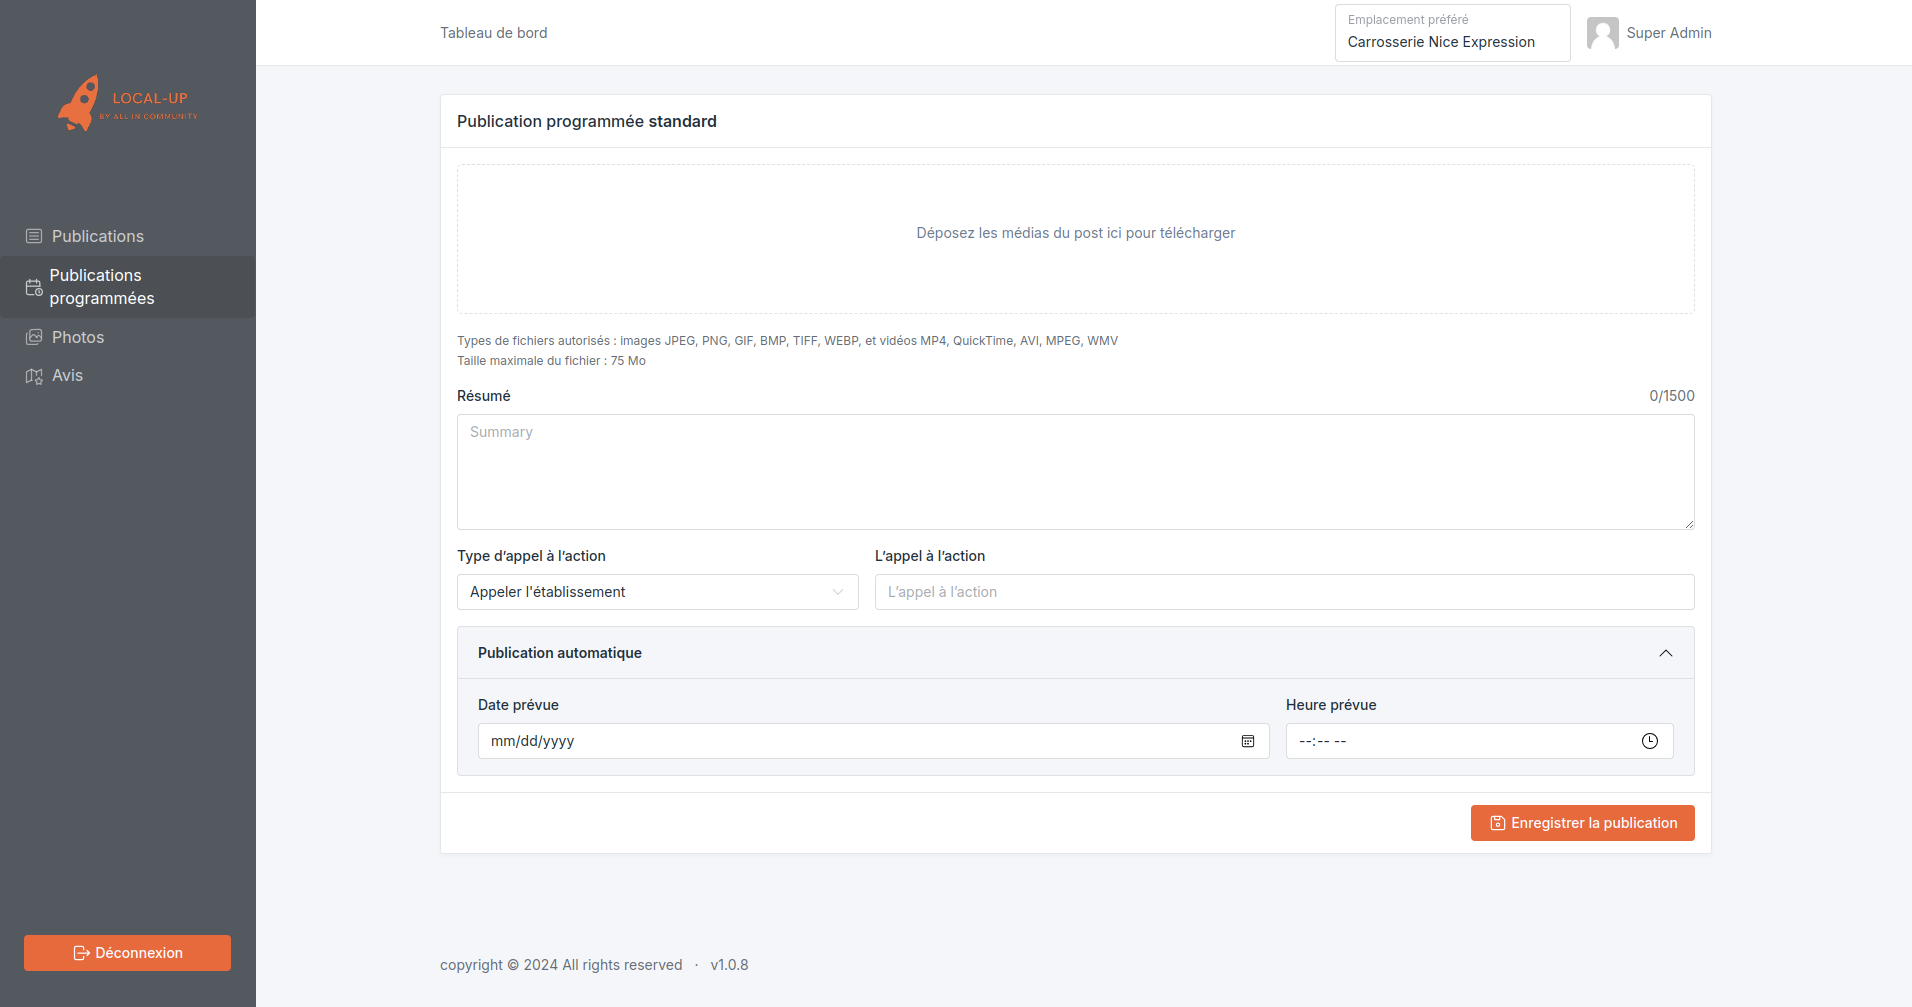 LOCAL-UP
BY ALL IN COMMUNITY
Publications
Publications
programmées
Photos
Avis
Déconnexion
Tableau de bord
Emplacement préféré
Carrosserie Nice Expression
Super Admin
Publication programmée standard
Déposez les médias du post ici pour télécharger
Types de fichiers autorisés : images JPEG, PNG, GIF, BMP, TIFF, WEBP, et vidéos MP4, QuickTime, AVI, MPEG, WMV
Taille maximale du fichier : 75 Mo
Résumé 0/1500
Summary
Type d’appel à l’action L’appel à l’action
Appeler l'établissement L’appel à l’action
Publication automatique
Date prévue Heure prévue
mm/dd/yyyy --:-- --
Enregistrer la publication
copyright © 2024 All rights reserved · v1.0.8